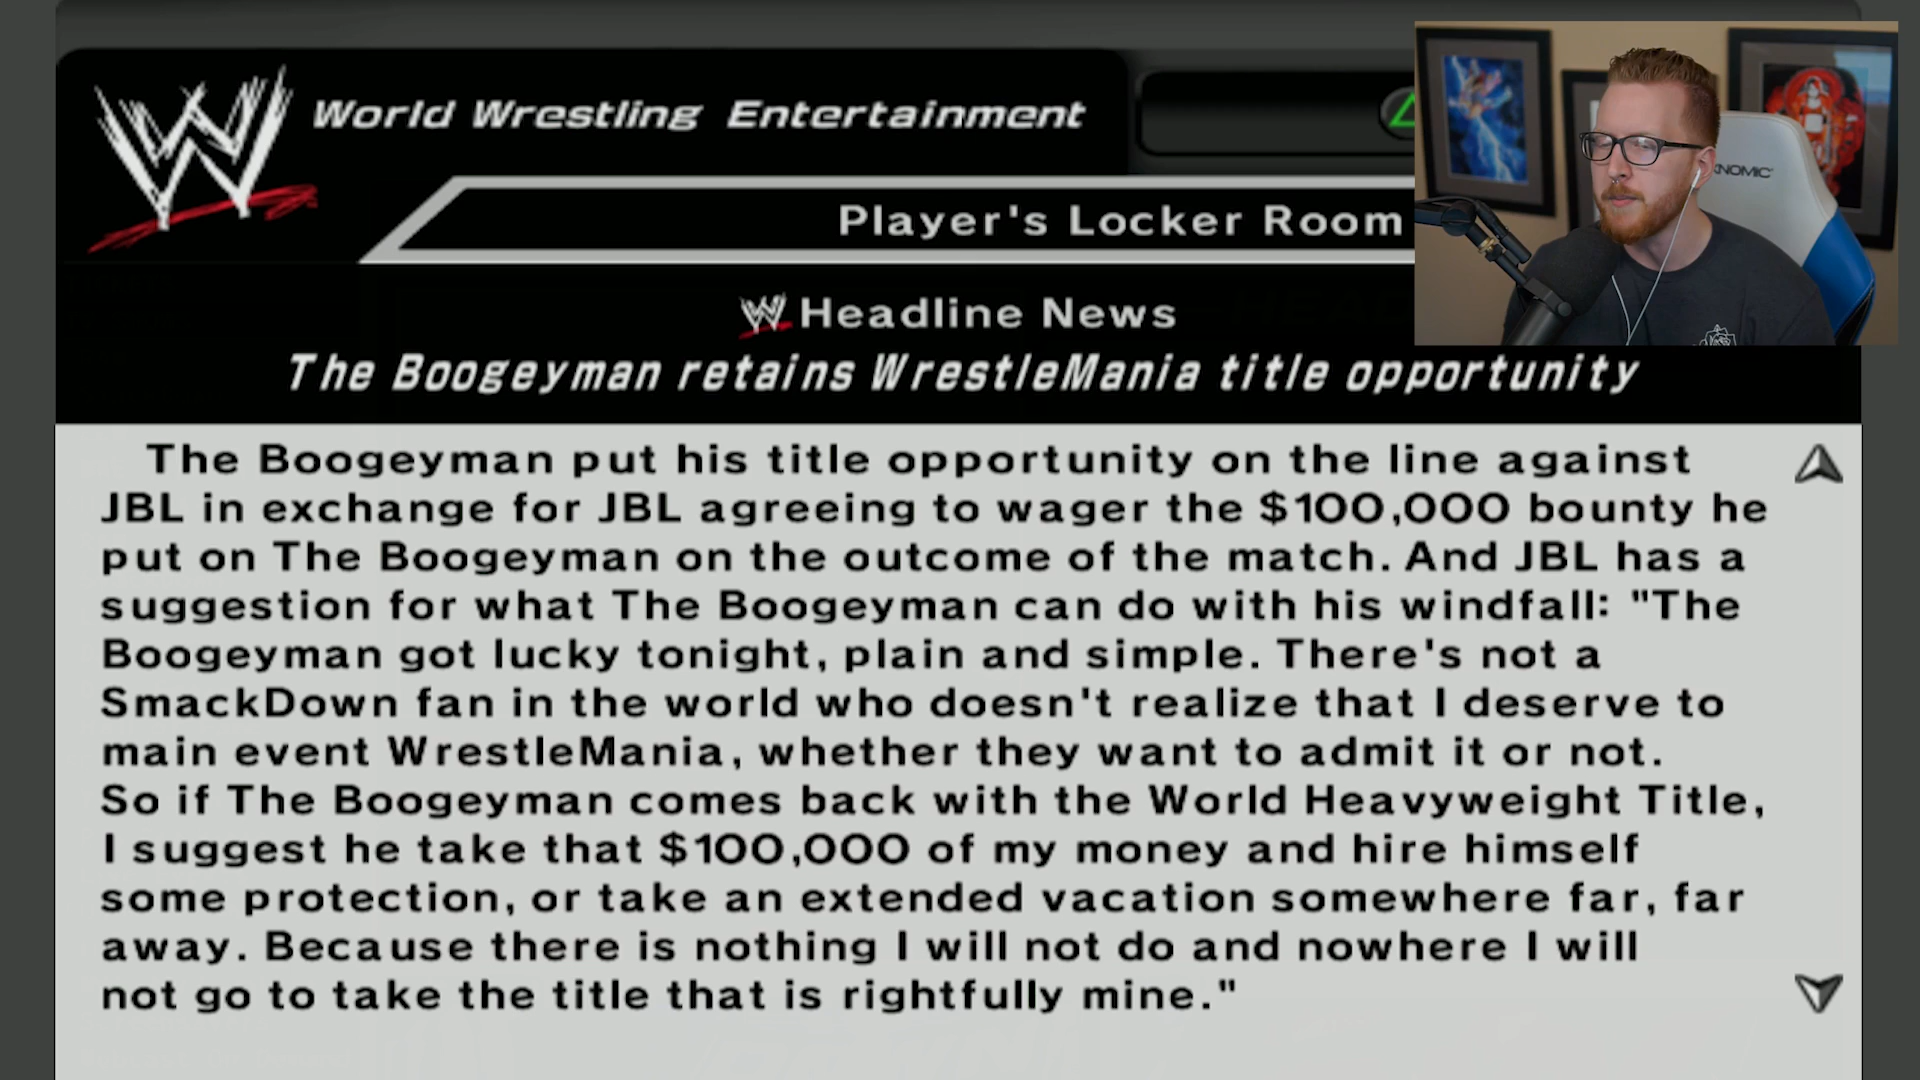 World Wrestling Entertainment
Player's Locker Room
Headline News
The Boogeyman retains WrestleMania title opportunity
The Boogeyman put his title opportunity on the line against
JBL in exchange for JBL agreeing to wager the $100,000 bounty he
put on The Boogeyman on the outcome of the match. And JBL has a
suggestion for what The Boogeyman can do with his windfall: "The
Boogeyman got lucky tonight, plain and simple. There's not a
SmackDown fan in the world who doesn't realize that I deserve to
main event WrestleMania, whether they want to admit it or not.
So if The Boogeyman comes back with the World Heavyweight Title,
I suggest he take that $100,000 of my money and hire himself
some protection, or take an extended vacation somewhere far, far
away. Because there is nothing I will not do and nowhere I will
not go to take the title that is rightfully mine."